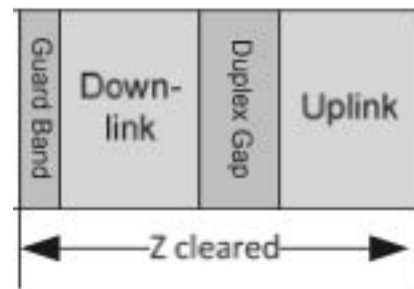 Guard Band
Down-
link
Duplex Gap
Uplink
Z cleared